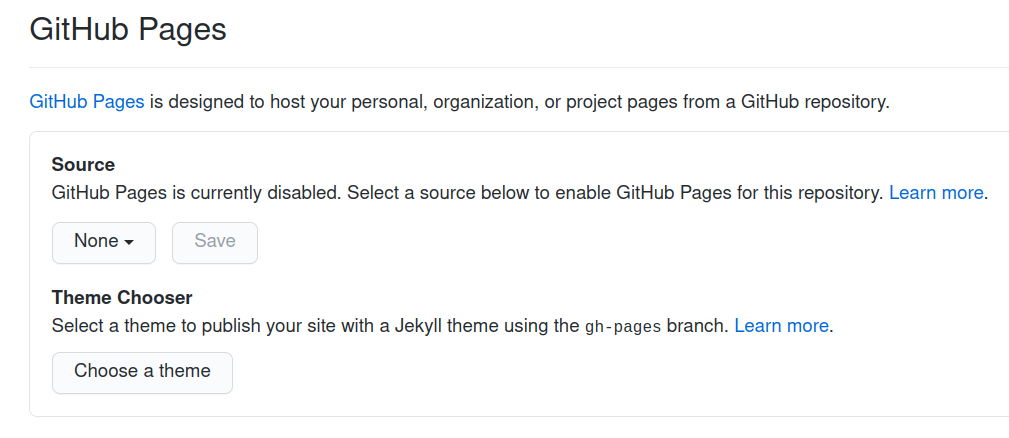 GitHub Pages
GitHub Pages is designed to host your personal, organization, or project pages from a GitHub repository.
Source
GitHub Pages is currently disabled. Select a source below to enable GitHub Pages for this repository. Learn more.
None Save
Theme Chooser
Select a theme to publish your site with a Jekyll theme using the gh-pages branch. Learn more.
Choose a theme